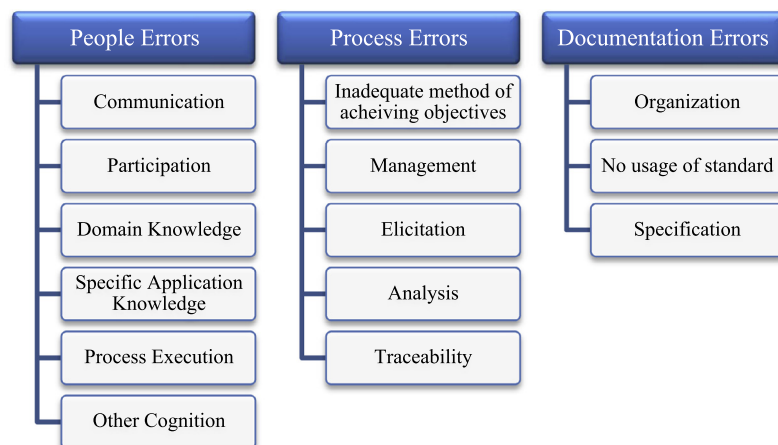 People Errors
Communication
Participation
Domain Knowledge
Specific Application
Knowledge
Process Execution
Other Cognition
Process Errors
Inadequate method of
acheiving objectives
Management
Elicitation
Analysis
Traceability
Documentation Errors
Organization
No usage of standard
Specification